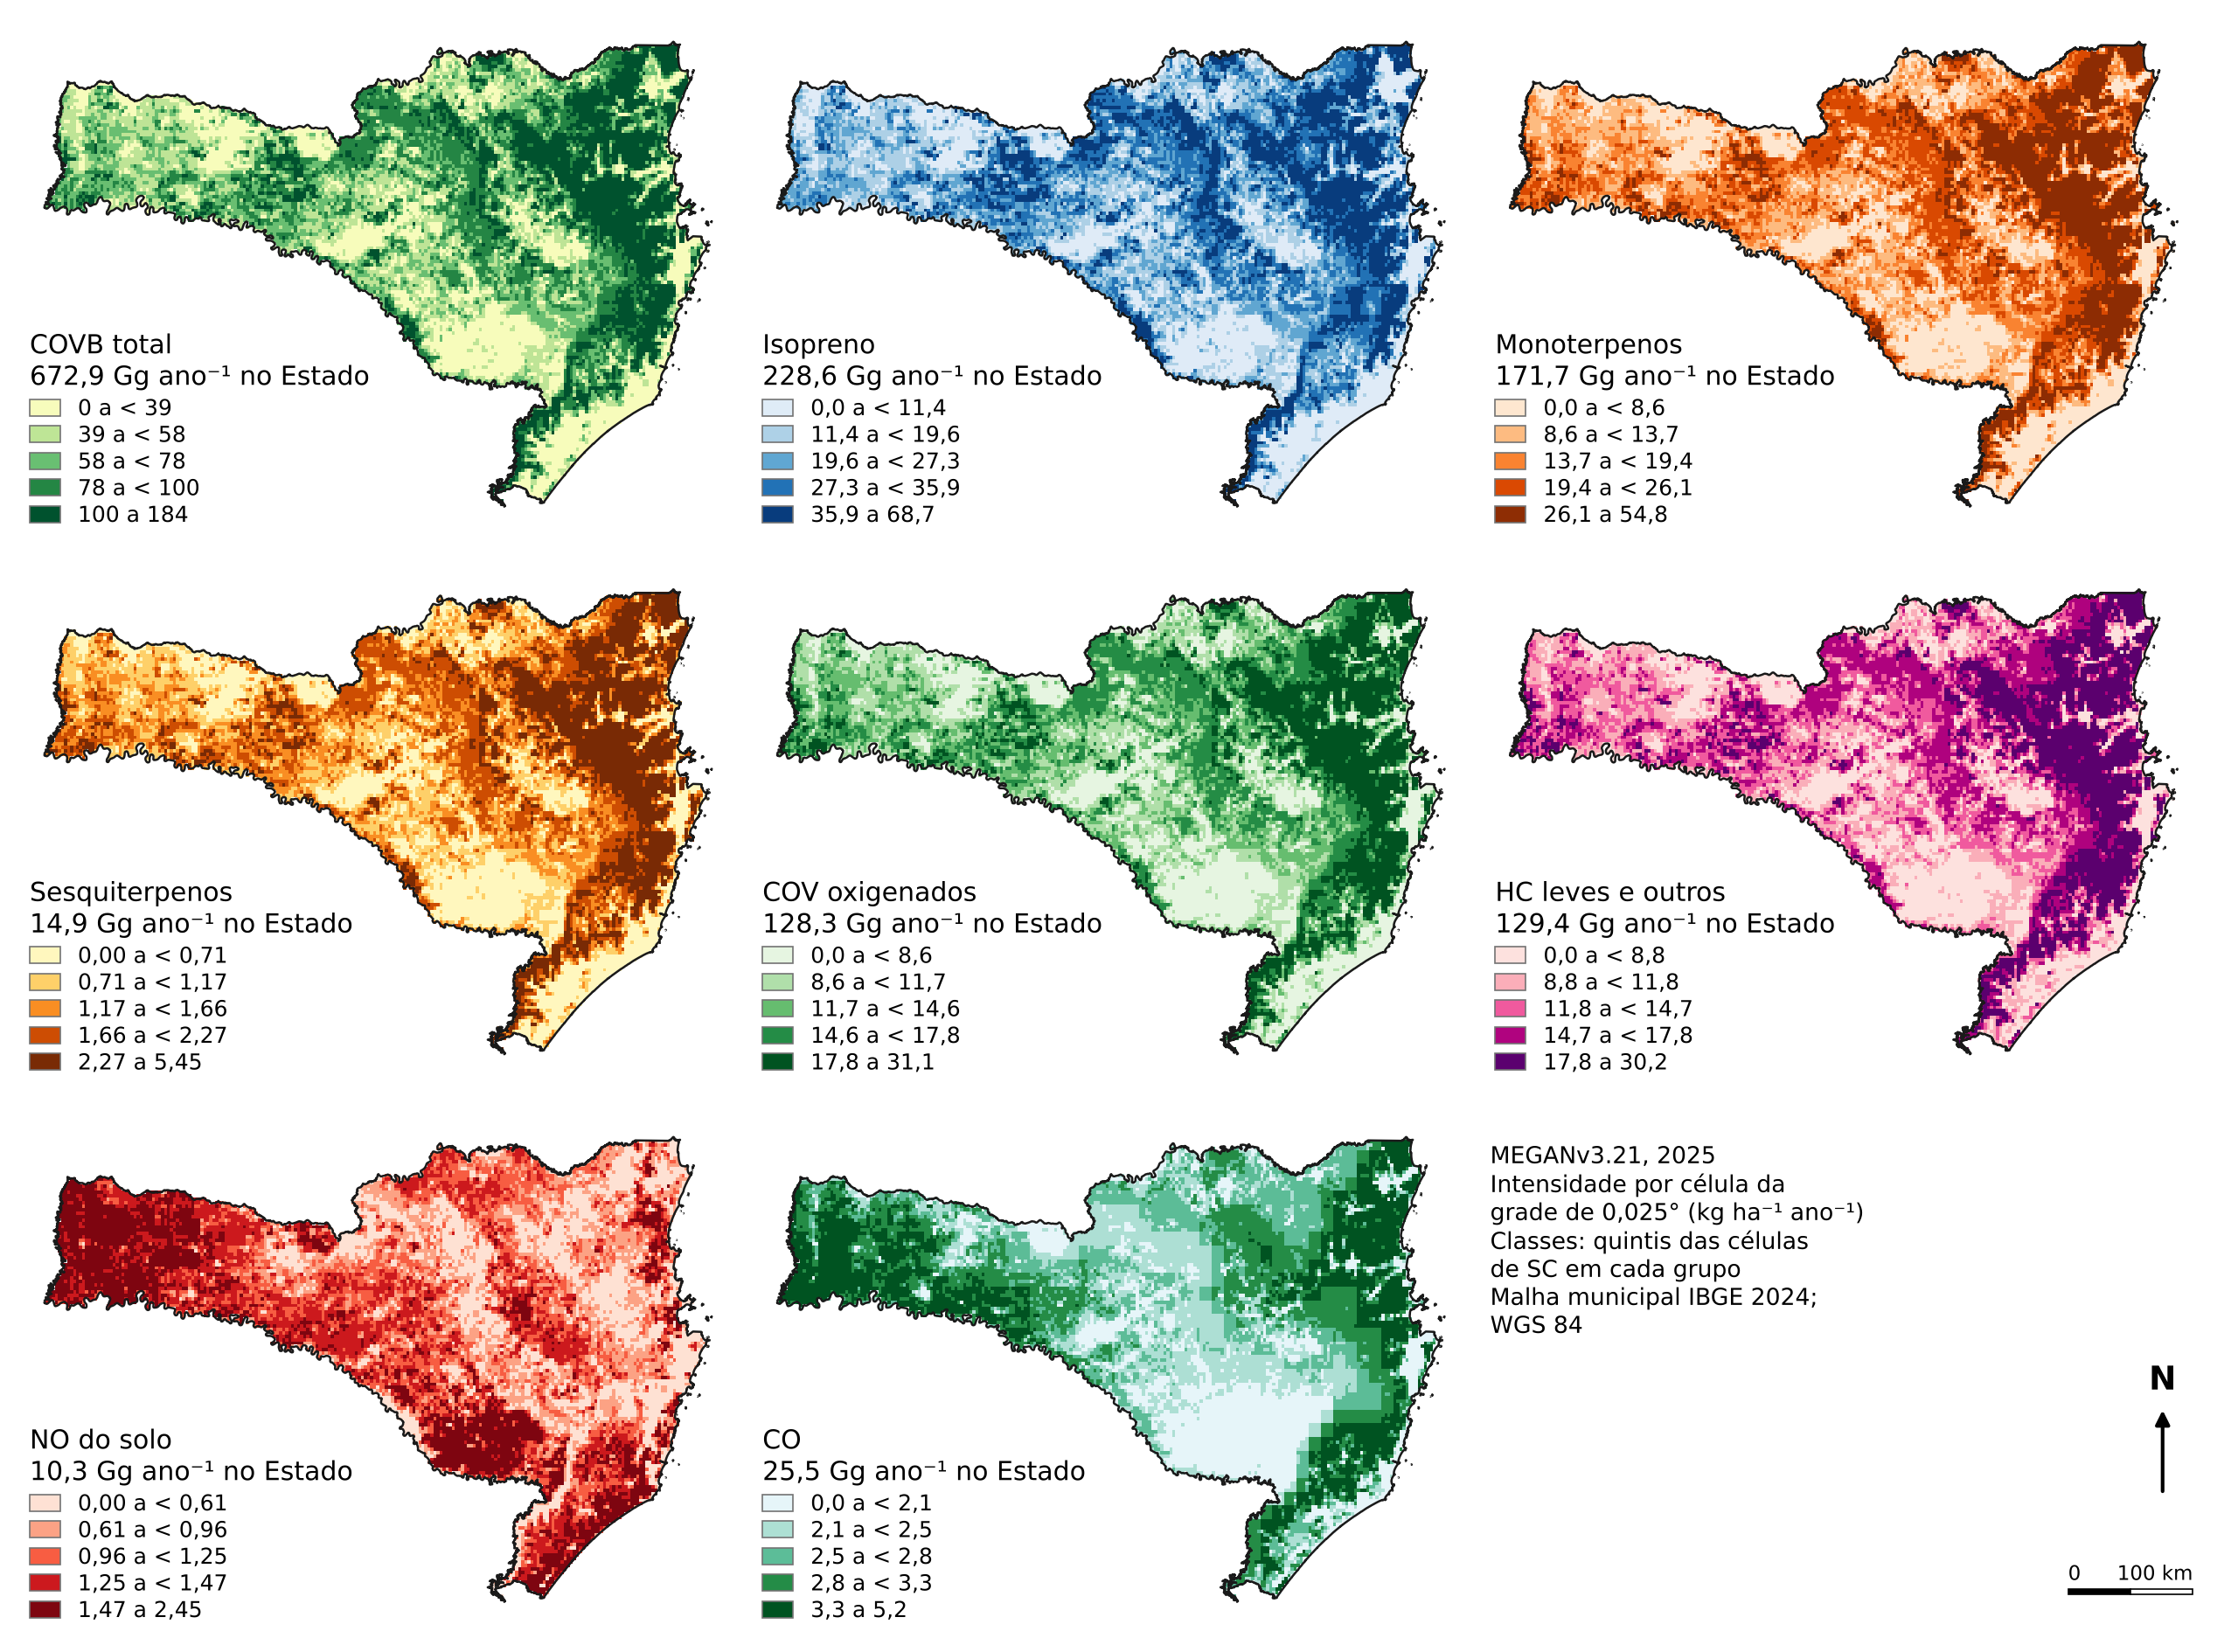 COVB total
672,9 Gg ano⁻¹ no Estado
0 a < 39
39 a < 58
58 a < 78
78 a < 100
100 a 184
Isopreno
228,6 Gg ano⁻¹ no Estado
0,0 a < 11,4
11,4 a < 19,6
19,6 a < 27,3
27,3 a < 35,9
35,9 a 68,7
Monoterpenos
171,7 Gg ano⁻¹ no Estado
0,0 a < 8,6
8,6 a < 13,7
13,7 a < 19,4
19,4 a < 26,1
26,1 a 54,8
Sesquiterpenos
14,9 Gg ano⁻¹ no Estado
0,00 a < 0,71
0,71 a < 1,17
1,17 a < 1,66
1,66 a < 2,27
2,27 a 5,45
COV oxigenados
128,3 Gg ano⁻¹ no Estado
0,0 a < 8,6
8,6 a < 11,7
11,7 a < 14,6
14,6 a < 17,8
17,8 a 31,1
HC leves e outros
129,4 Gg ano⁻¹ no Estado
0,0 a < 8,8
8,8 a < 11,8
11,8 a < 14,7
14,7 a < 17,8
17,8 a 30,2
NO do solo
10,3 Gg ano⁻¹ no Estado
0,00 a < 0,61
0,61 a < 0,96
0,96 a < 1,25
1,25 a < 1,47
1,47 a 2,45
CO
25,5 Gg ano⁻¹ no Estado
0,0 a < 2,1
2,1 a < 2,5
2,5 a < 2,8
2,8 a < 3,3
3,3 a 5,2
MEGANv3.21, 2025
Intensidade por célula da
grade de 0,025° (kg ha⁻¹ ano⁻¹)
Classes: quintis das células
de SC em cada grupo
Malha municipal IBGE 2024;
WGS 84
N
0 100 km